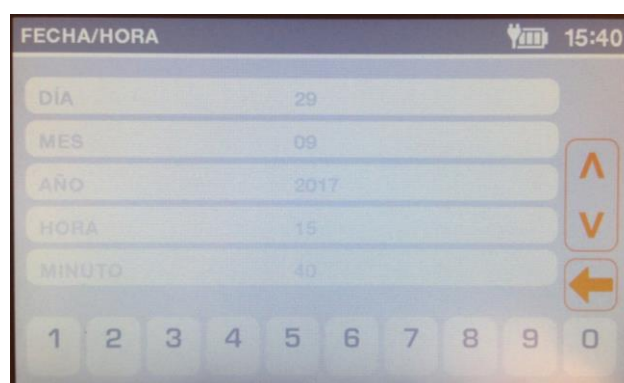 FECHA/HORA 15:40
DÍA 29
MES 09
AÑO 2017
HORA 15
MINUTO 40
1 2 3 4 5 6 7 8 9 0